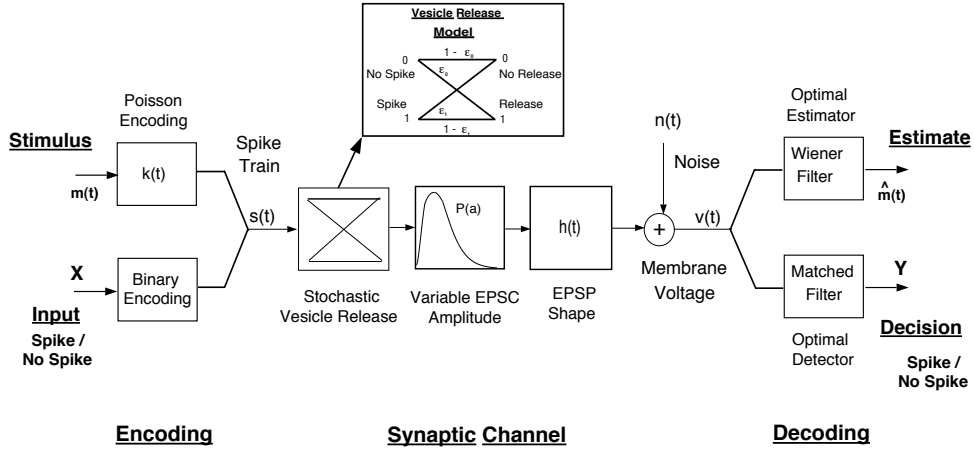 Vesicle Release
Model
1 - ε₀
0
0
No Spike
ε₀
No Release
Spike
ε₁
Release
1
1
1 - ε₁
Poisson
Encoding
Stimulus
m(t)
k(t)
Spike
Train
s(t)
X
Binary
Encoding
Input
Spike /
No Spike
Stochastic
Vesicle Release
P(a)
Variable EPSC
Amplitude
h(t)
EPSP
Shape
n(t)
Noise
+
v(t)
Membrane
Voltage
Optimal
Estimator
Wiener
Filter
Estimate
m̂(t)
Matched
Filter
Y
Optimal
Detector
Decision
Spike /
No Spike
Encoding
Synaptic Channel
Decoding